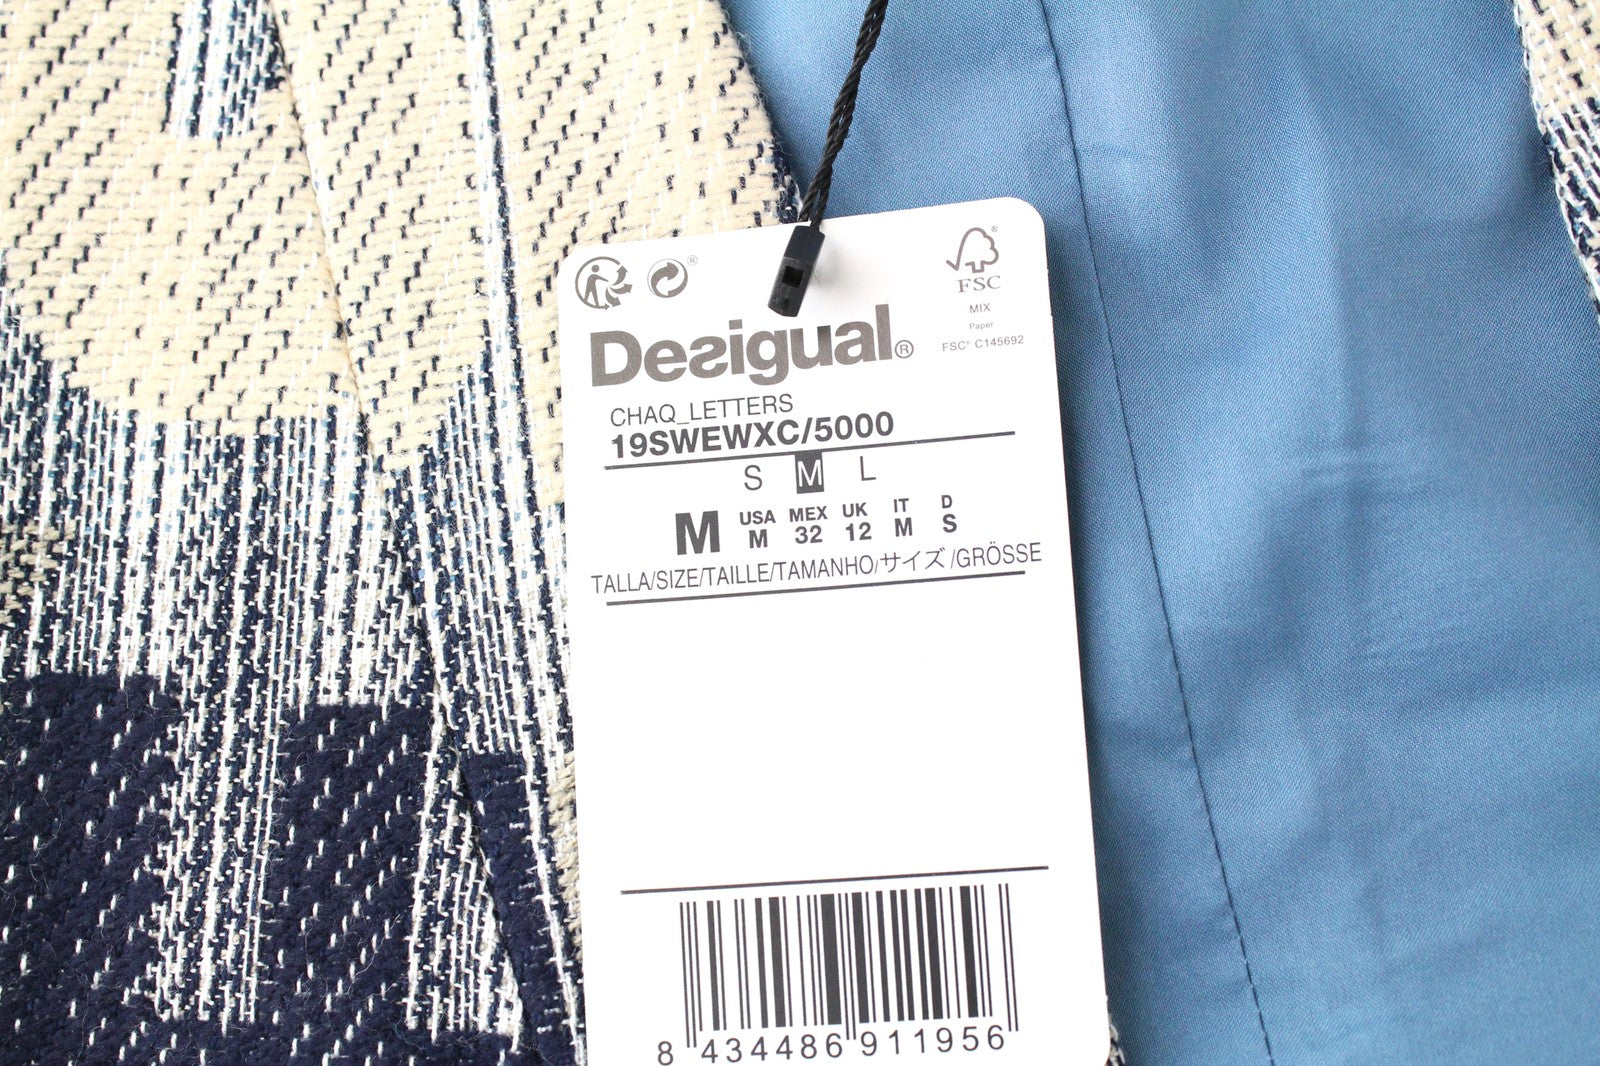 Desigual®
FSC®
MIX
Paper
FSC® C145692
CHAQ_LETTERS
19SWEWXC/5000
S M L
M USA M MEX 32 UK 12 IT M D S
TALLA/SIZE/TAILLE/TAMANHO/サイズ/GRÖSSE
8 434486 911956